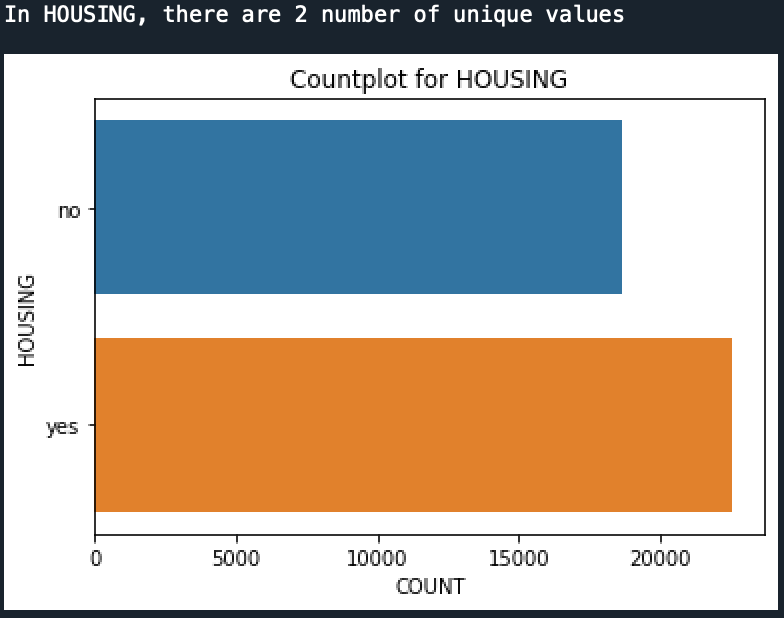 In HOUSING, there are 2 number of unique values
Countplot for HOUSING
no
yes
HOUSING
0 5000 10000 15000 20000
COUNT